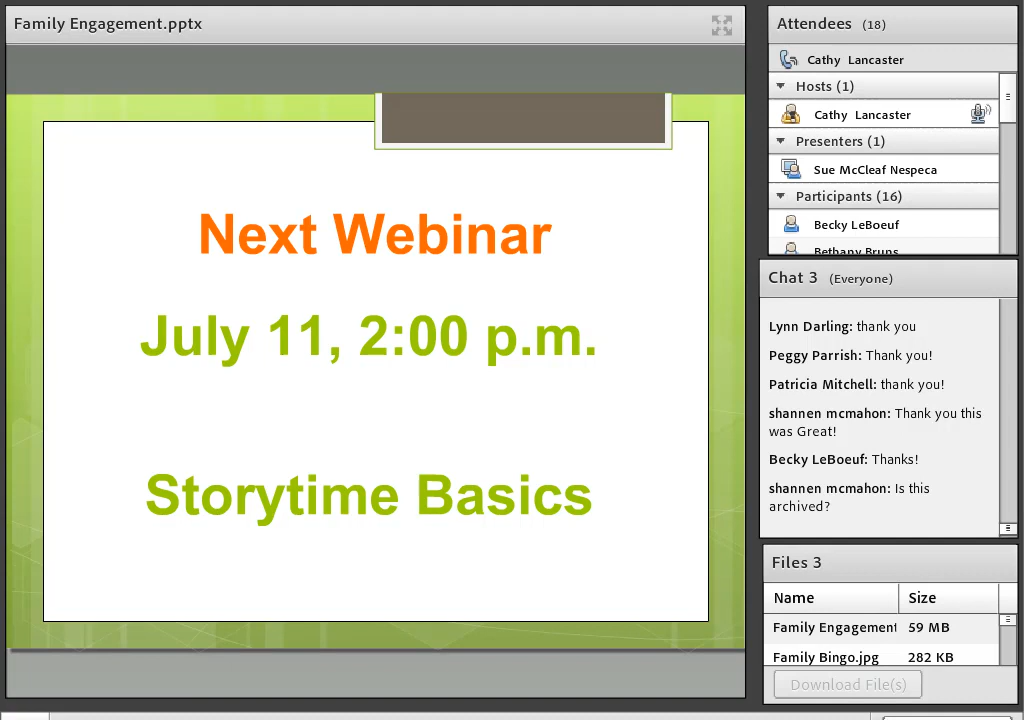 Family Engagement.pptx
Next Webinar
July 11, 2:00 p.m.
Storytime Basics
Attendees (18)
Cathy Lancaster
Hosts (1)
Cathy Lancaster
Presenters (1)
Sue McCleaf Nespeca
Participants (16)
Becky LeBoeuf
Bethany Bruns
Chat 3 (Everyone)
Lynn Darling: thank you
Peggy Parrish: Thank you!
Patricia Mitchell: thank you!
shannen mcmahon: Thank you this
was Great!
Becky LeBoeuf: Thanks!
shannen mcmahon: Is this
archived?
Files 3
Name Size
Family Engagement 59 MB
Family Bingo.jpg 282 KB
Download File(s)